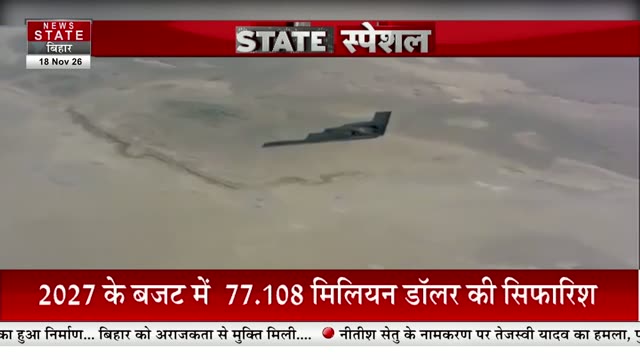 NEWS
STATE
बिहार
18 Nov 26
STATE स्पेशल
2027 के बजट में 77.108 मिलियन डॉलर की सिफारिश
का हुआ निर्माण... बिहार को अराजकता से मुक्ति मिली.... नीतीश सेतु के नामकरण पर तेजस्वी यादव का हमला,